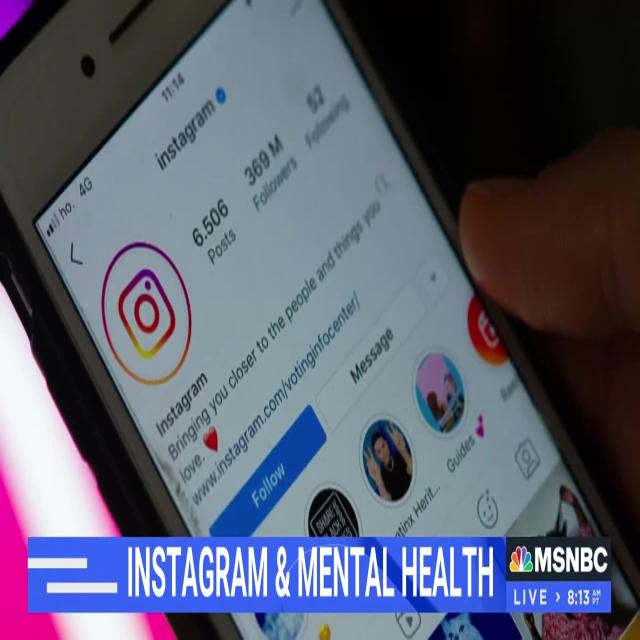 ho. 4G
11:14
instagram
6.506
Posts
369 M
Followers
52
Following
Instagram
Bringing you closer to the people and things you
love. ❤️
www.instagram.com/votinginfocenter/
Follow
Message
Guides 💕
INSTAGRAM & MENTAL HEALTH
MSNBC
LIVE > 8:13 AM PT